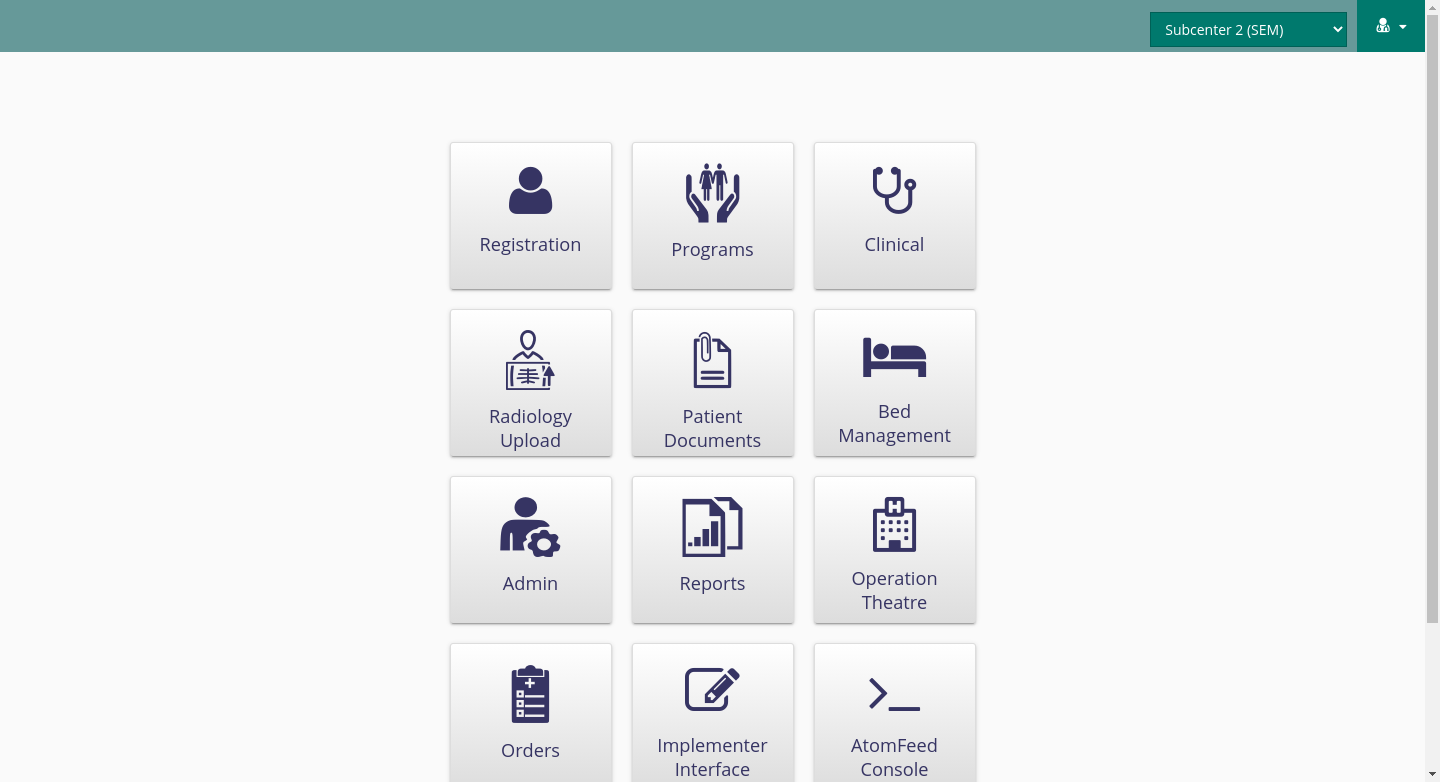 Subcenter 2 (SEM)
Registration
Programs
Clinical
Radiology
Upload
Patient
Documents
Bed
Management
Admin
Reports
Operation
Theatre
Orders
Implementer
Interface
AtomFeed
Console